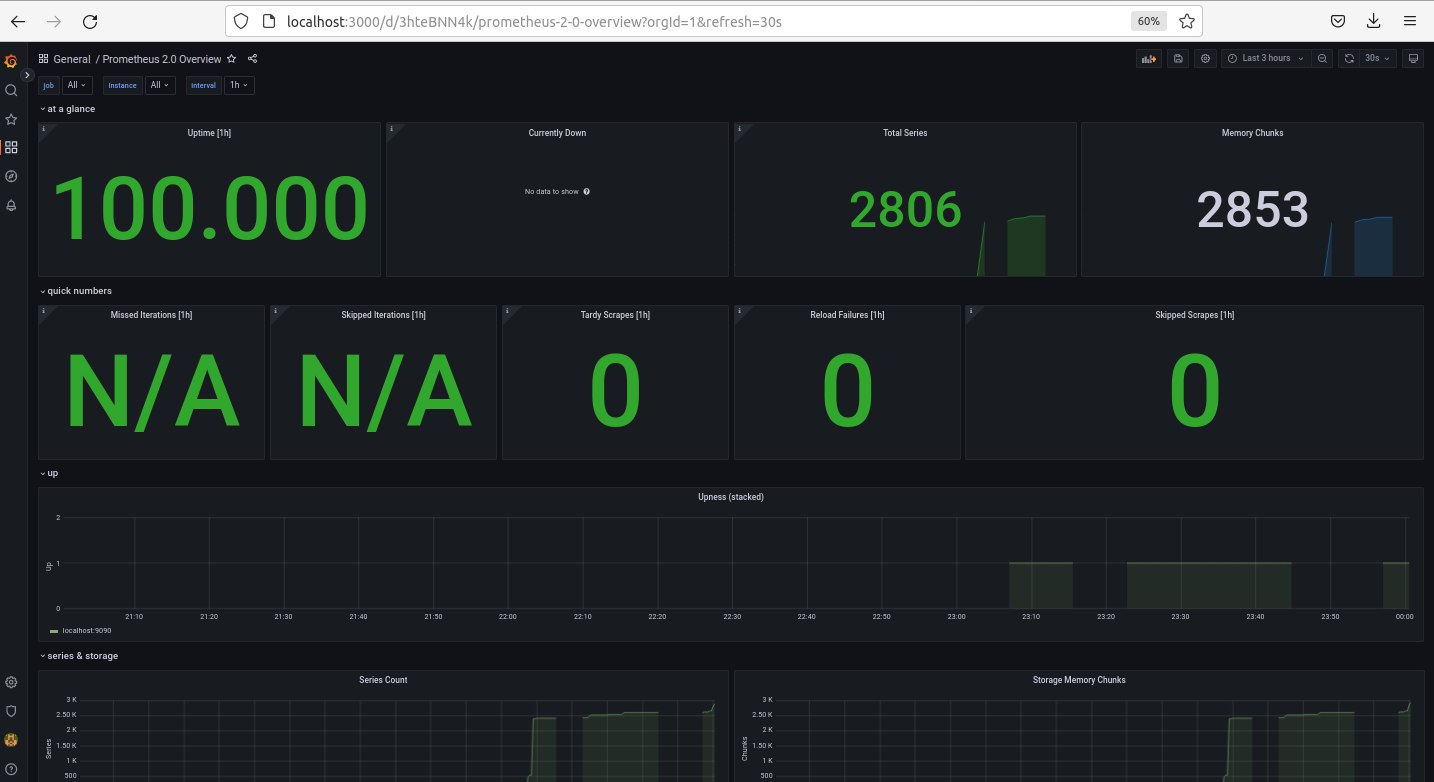 localhost:3000/d/3hteBNN4k/prometheus-2-0-overview?orgId=1&refresh=30s 60%
General / Prometheus 2.0 Overview Last 3 hours 30s
job All instance All interval 1h
at a glance
Uptime [1h] Currently Down Total Series Memory Chunks
100.000 No data to show 2806 2853
quick numbers
Missed Iterations [1h] Skipped Iterations [1h] Tardy Scrapes [1h] Reload Failures [1h] Skipped Scrapes [1h]
N/A N/A 0 0 0
up
Upness (stacked)
2
Up 1
0
21:10 21:20 21:30 21:40 21:50 22:00 22:10 22:20 22:30 22:40 22:50 23:00 23:10 23:20 23:30 23:40 23:50 00:00
localhost:9090
series & storage
Series Count Storage Memory Chunks
3 K 3 K
2.50 K 2.50 K
2 K 2 K
Series 1.50 K Chunks 1.50 K
1 K 1 K
500 500